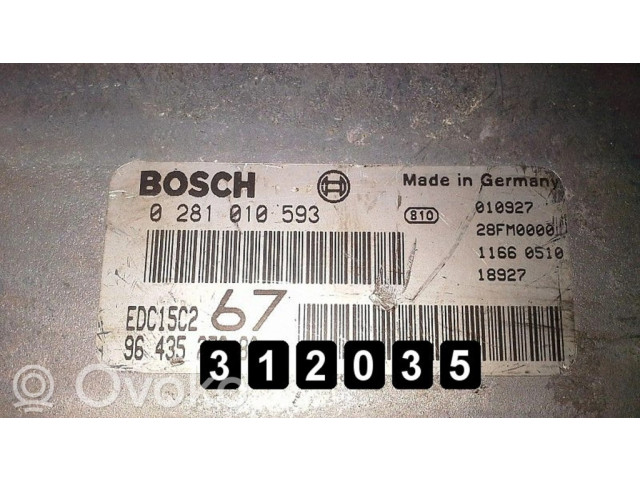 BOSCH
Made in Germany
0 281 010 593
810
010927
28FM0000
1166 0510
18927
EDC15C2
67
96 435
312035
Ovoko